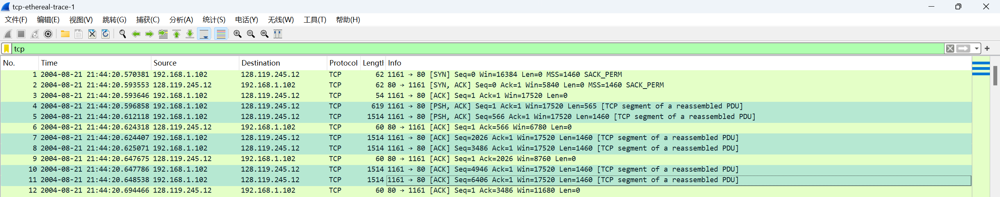 tcp-ethereal-trace-1
文件(F) 编辑(E) 视图(V) 跳转(G) 捕获(C) 分析(A) 统计(S) 电话(Y) 无线(W) 工具(T) 帮助(H)
tcp
No. Time Source Destination Protocol Lengtl Info
1 2004-08-21 21:44:20.570381 192.168.1.102 128.119.245.12 TCP 62 1161 → 80 [SYN] Seq=0 Win=16384 Len=0 MSS=1460 SACK_PERM
2 2004-08-21 21:44:20.593553 128.119.245.12 192.168.1.102 TCP 62 80 → 1161 [SYN, ACK] Seq=0 Ack=1 Win=5840 Len=0 MSS=1460 SACK_PERM
3 2004-08-21 21:44:20.593646 192.168.1.102 128.119.245.12 TCP 54 1161 → 80 [ACK] Seq=1 Ack=1 Win=17520 Len=0
4 2004-08-21 21:44:20.596858 192.168.1.102 128.119.245.12 TCP 619 1161 → 80 [PSH, ACK] Seq=1 Ack=1 Win=17520 Len=565 [TCP segment of a reassembled PDU]
5 2004-08-21 21:44:20.612118 192.168.1.102 128.119.245.12 TCP 1514 1161 → 80 [PSH, ACK] Seq=566 Ack=1 Win=17520 Len=1460 [TCP segment of a reassembled PDU]
6 2004-08-21 21:44:20.624318 128.119.245.12 192.168.1.102 TCP 60 80 → 1161 [ACK] Seq=1 Ack=566 Win=6780 Len=0
7 2004-08-21 21:44:20.624407 192.168.1.102 128.119.245.12 TCP 1514 1161 → 80 [ACK] Seq=2026 Ack=1 Win=17520 Len=1460 [TCP segment of a reassembled PDU]
8 2004-08-21 21:44:20.625071 192.168.1.102 128.119.245.12 TCP 1514 1161 → 80 [ACK] Seq=3486 Ack=1 Win=17520 Len=1460 [TCP segment of a reassembled PDU]
9 2004-08-21 21:44:20.647675 128.119.245.12 192.168.1.102 TCP 60 80 → 1161 [ACK] Seq=1 Ack=2026 Win=8760 Len=0
10 2004-08-21 21:44:20.647786 192.168.1.102 128.119.245.12 TCP 1514 1161 → 80 [ACK] Seq=4946 Ack=1 Win=17520 Len=1460 [TCP segment of a reassembled PDU]
11 2004-08-21 21:44:20.648538 192.168.1.102 128.119.245.12 TCP 1514 1161 → 80 [ACK] Seq=6406 Ack=1 Win=17520 Len=1460 [TCP segment of a reassembled PDU]
12 2004-08-21 21:44:20.694466 128.119.245.12 192.168.1.102 TCP 60 80 → 1161 [ACK] Seq=1 Ack=3486 Win=11680 Len=0